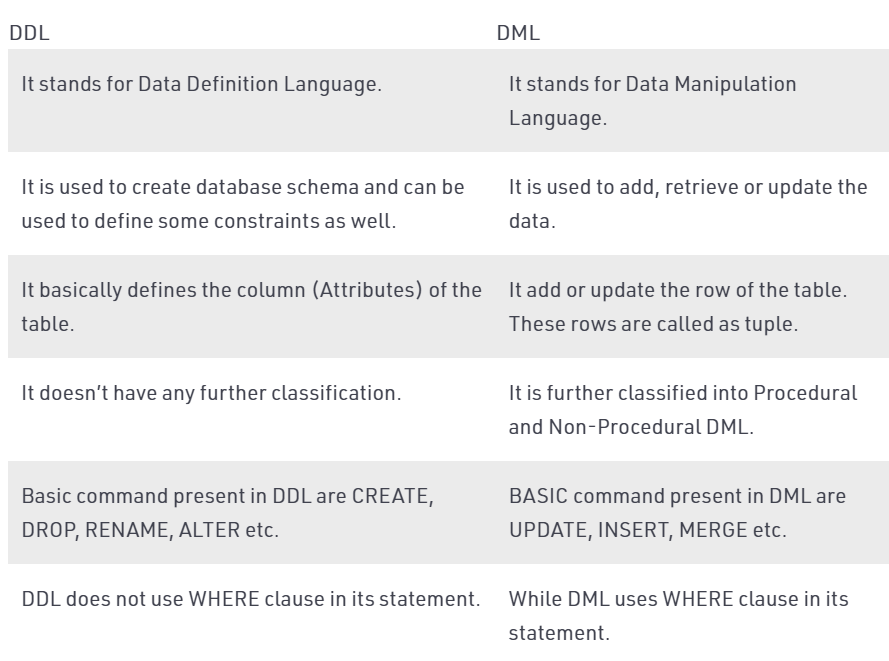 DDL DML
It stands for Data Definition Language.
It stands for Data Manipulation
Language.
It is used to create database schema and can be
used to define some constraints as well.
It is used to add, retrieve or update the
data.
It basically defines the column (Attributes) of the
table.
It add or update the row of the table.
These rows are called as tuple.
It doesn’t have any further classification.
It is further classified into Procedural
and Non-Procedural DML.
Basic command present in DDL are CREATE,
DROP, RENAME, ALTER etc.
BASIC command present in DML are
UPDATE, INSERT, MERGE etc.
DDL does not use WHERE clause in its statement.
While DML uses WHERE clause in its
statement.